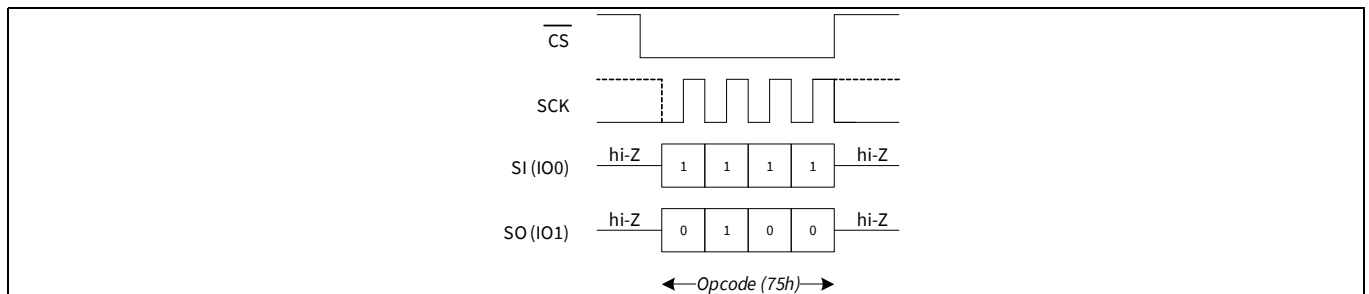 CS
SCK
hi-Z hi-Z
SI (IO0) 1 1 1 1
hi-Z hi-Z
SO (IO1) 0 1 0 0
Opcode (75h)